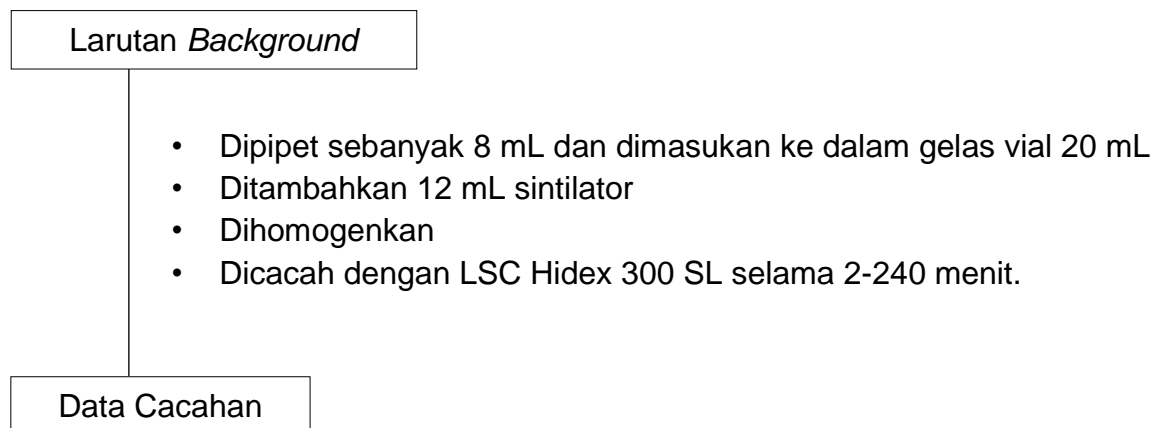 Larutan Background
• Dipipet sebanyak 8 mL dan dimasukan ke dalam gelas vial 20 mL
• Ditambahkan 12 mL sintilator
• Dihomogenkan
• Dicacah dengan LSC Hidex 300 SL selama 2-240 menit.
Data Cacahan